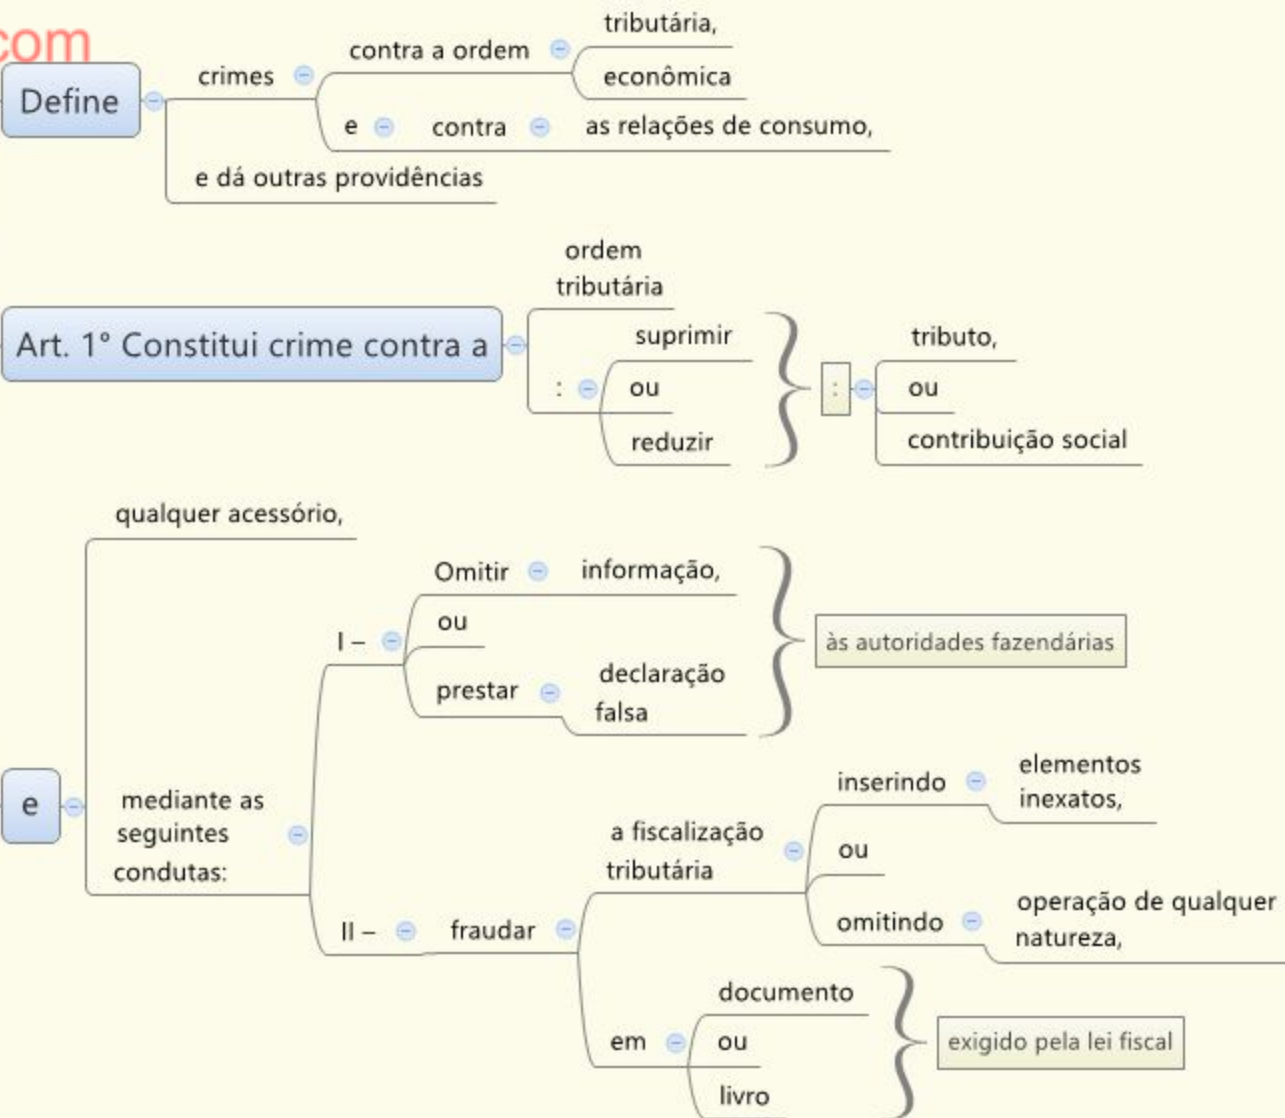 com
Define
crimes
contra a ordem
tributária,
econômica
e
contra
as relações de consumo,
e dá outras providências
Art. 1° Constitui crime contra a
ordem
tributária
:
suprimir
ou
reduzir
:
tributo,
ou
contribuição social
e
qualquer acessório,
mediante as
seguintes
condutas:
I –
Omitir
informação,
ou
prestar
declaração
falsa
às autoridades fazendárias
II –
fraudar
a fiscalização
tributária
inserindo
elementos
inexatos,
ou
omitindo
operação de qualquer
natureza,
em
documento
ou
livro
exigido pela lei fiscal